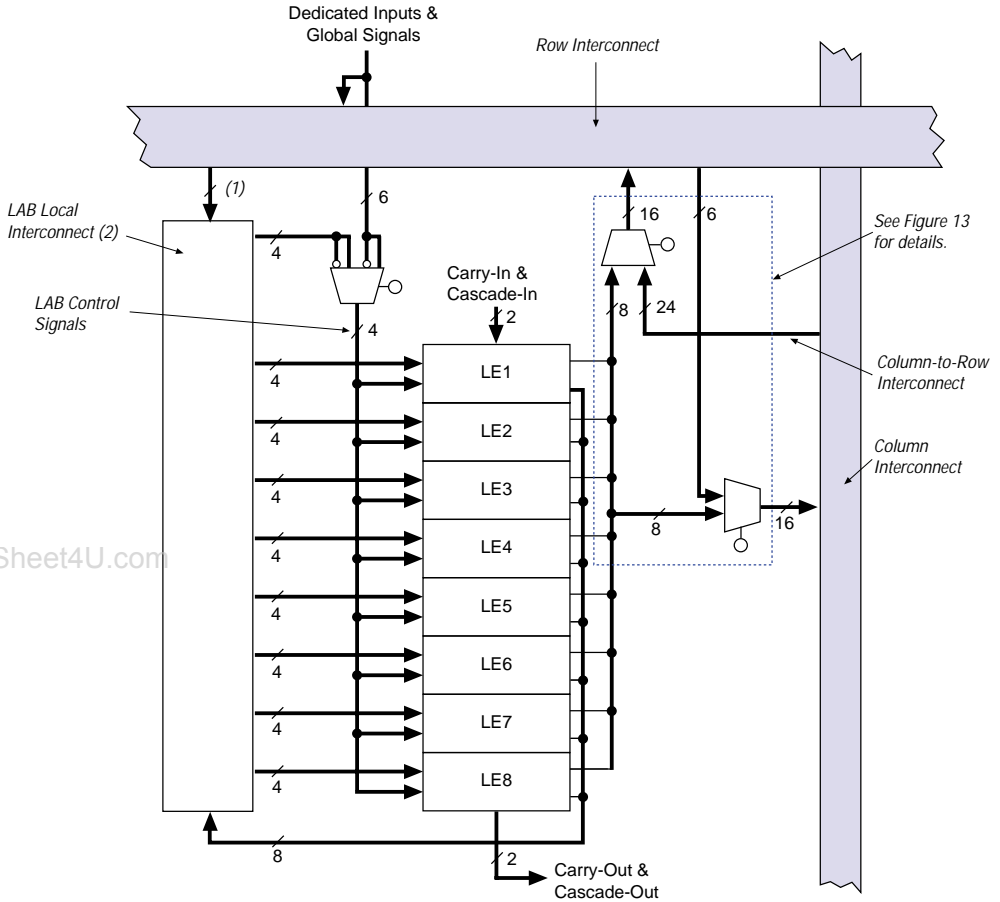 Dedicated Inputs &
Global Signals
Row Interconnect
(1)
6
16
6
LAB Local
Interconnect (2)
See Figure 13
for details.
4
Carry-In &
Cascade-In
LAB Control
Signals
2
4
8
24
LE1
4
Column-to-Row
Interconnect
LE2
4
Column
Interconnect
LE3
4
8
16
LE4
4
Sheet4U.com
LE5
4
LE6
4
LE7
4
LE8
4
8
2
Carry-Out &
Cascade-Out